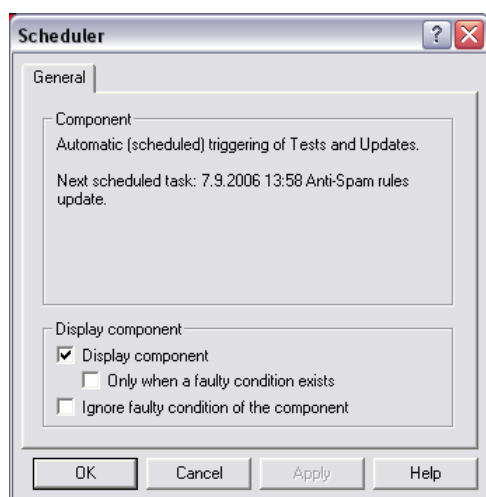 Scheduler
General
Component
Automatic (scheduled) triggering of Tests and Updates.
Next scheduled task: 7.9.2006 13:58 Anti-Spam rules
update.
Display component
Display component
Only when a faulty condition exists
Ignore faulty condition of the component
OK Cancel Apply Help